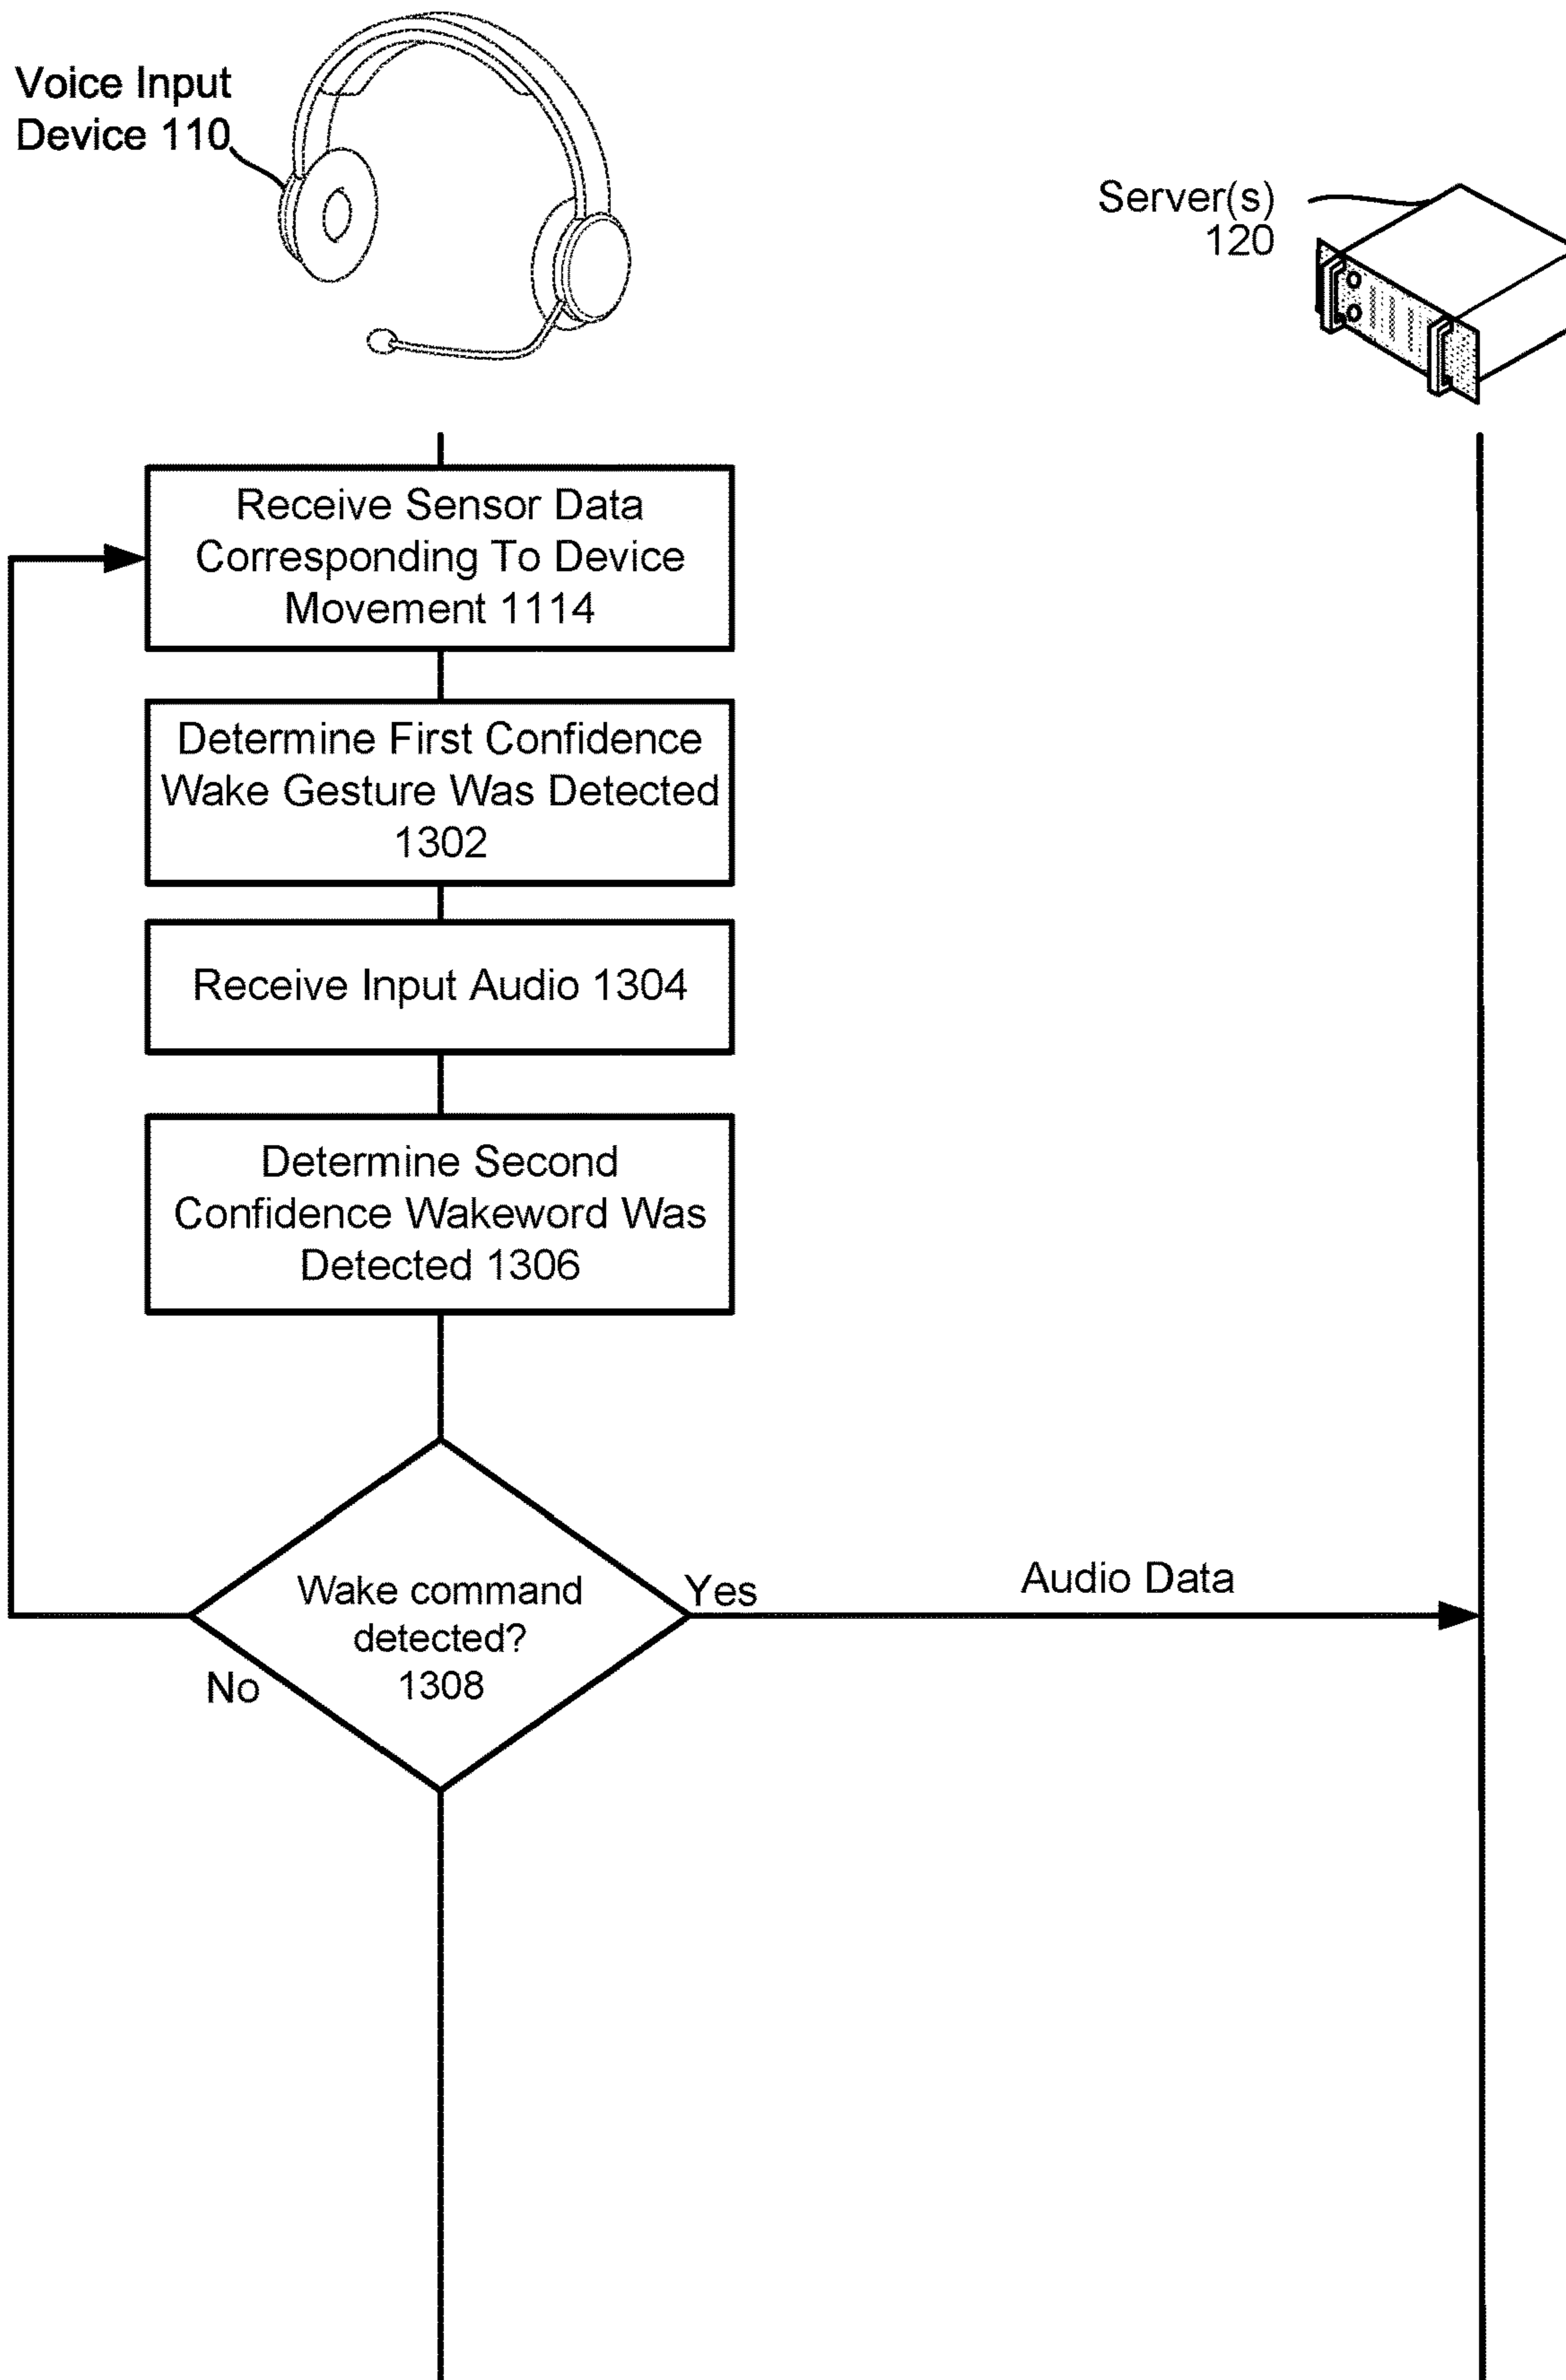 Voice Input
Device 110
Server(s)
120
Receive Sensor Data
Corresponding To Device
Movement 1114
Determine First Confidence
Wake Gesture Was Detected
1302
Receive Input Audio 1304
Determine Second
Confidence Wakeword Was
Detected 1306
Wake command
detected?
1308
Yes
Audio Data
No